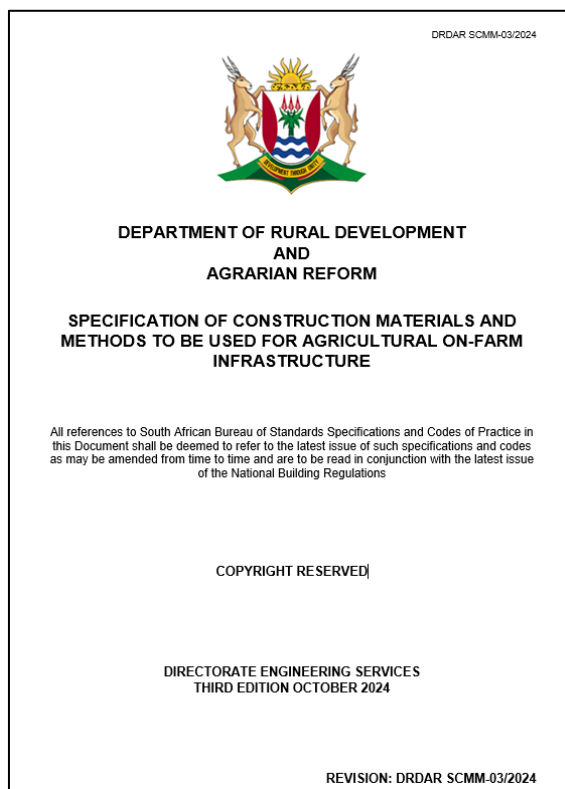 DRDAR SCMM-03/2024
DEVELOPMENT THROUGH UNITY
DEPARTMENT OF RURAL DEVELOPMENT
AND
AGRARIAN REFORM
SPECIFICATION OF CONSTRUCTION MATERIALS AND
METHODS TO BE USED FOR AGRICULTURAL ON-FARM
INFRASTRUCTURE
All references to South African Bureau of Standards Specifications and Codes of Practice in
this Document shall be deemed to refer to the latest issue of such specifications and codes
as may be amended from time to time and are to be read in conjunction with the latest issue
of the National Building Regulations
COPYRIGHT RESERVED
DIRECTORATE ENGINEERING SERVICES
THIRD EDITION OCTOBER 2024
REVISION: DRDAR SCMM-03/2024